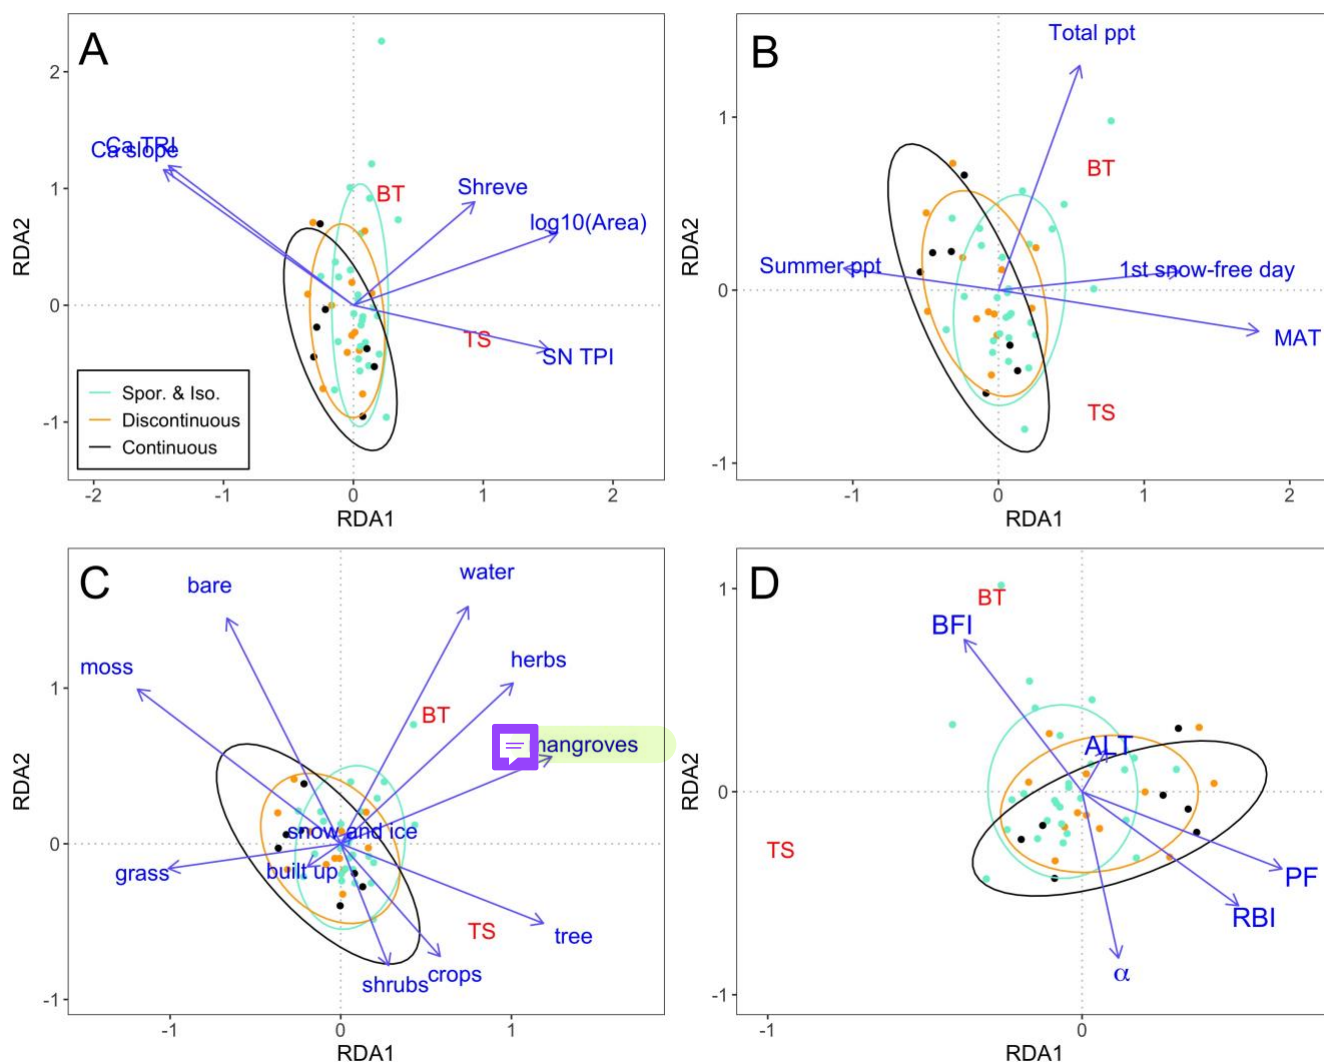 A
2
1
0
-1
RDA2
Ca TRI
Ca slope
BT
Shreve
log10(Area)
TS
SN TPI
Spor. & Iso.
Discontinuous
Continuous
-2
-1
0
1
2
RDA1
B
1
0
-1
RDA2
Total ppt
BT
Summer ppt
1st snow-free day
MAT
TS
-1
0
1
2
RDA1
C
1
0
-1
RDA2
bare
water
moss
herbs
BT
mangroves
snow and ice
grass
built up
TS
tree
shrubs
crops
-1
0
1
RDA1
D
1
0
-1
RDA2
BT
BFI
ALT
TS
PF
RBI
α
-1
0
RDA1